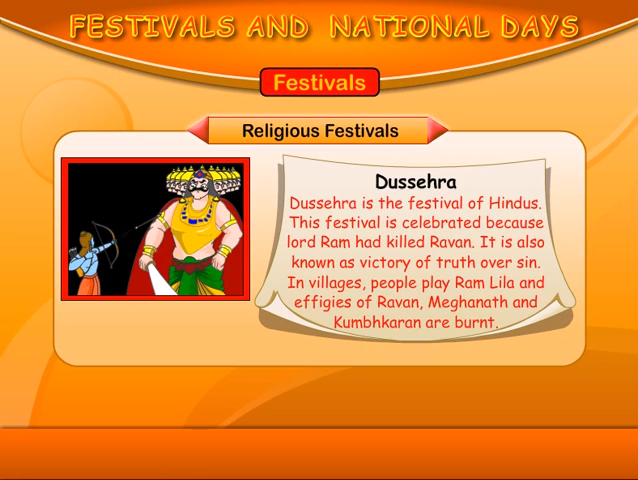 FESTIVALS AND NATIONAL DAYS
Festivals
Religious Festivals
Dussehra
Dussehra is the festival of Hindus.
This festival is celebrated because
lord Ram had killed Ravan. It is also
known as victory of truth over sin.
In villages, people play Ram Lila and
effigies of Ravan, Meghanath and
Kumbhkaran are burnt.